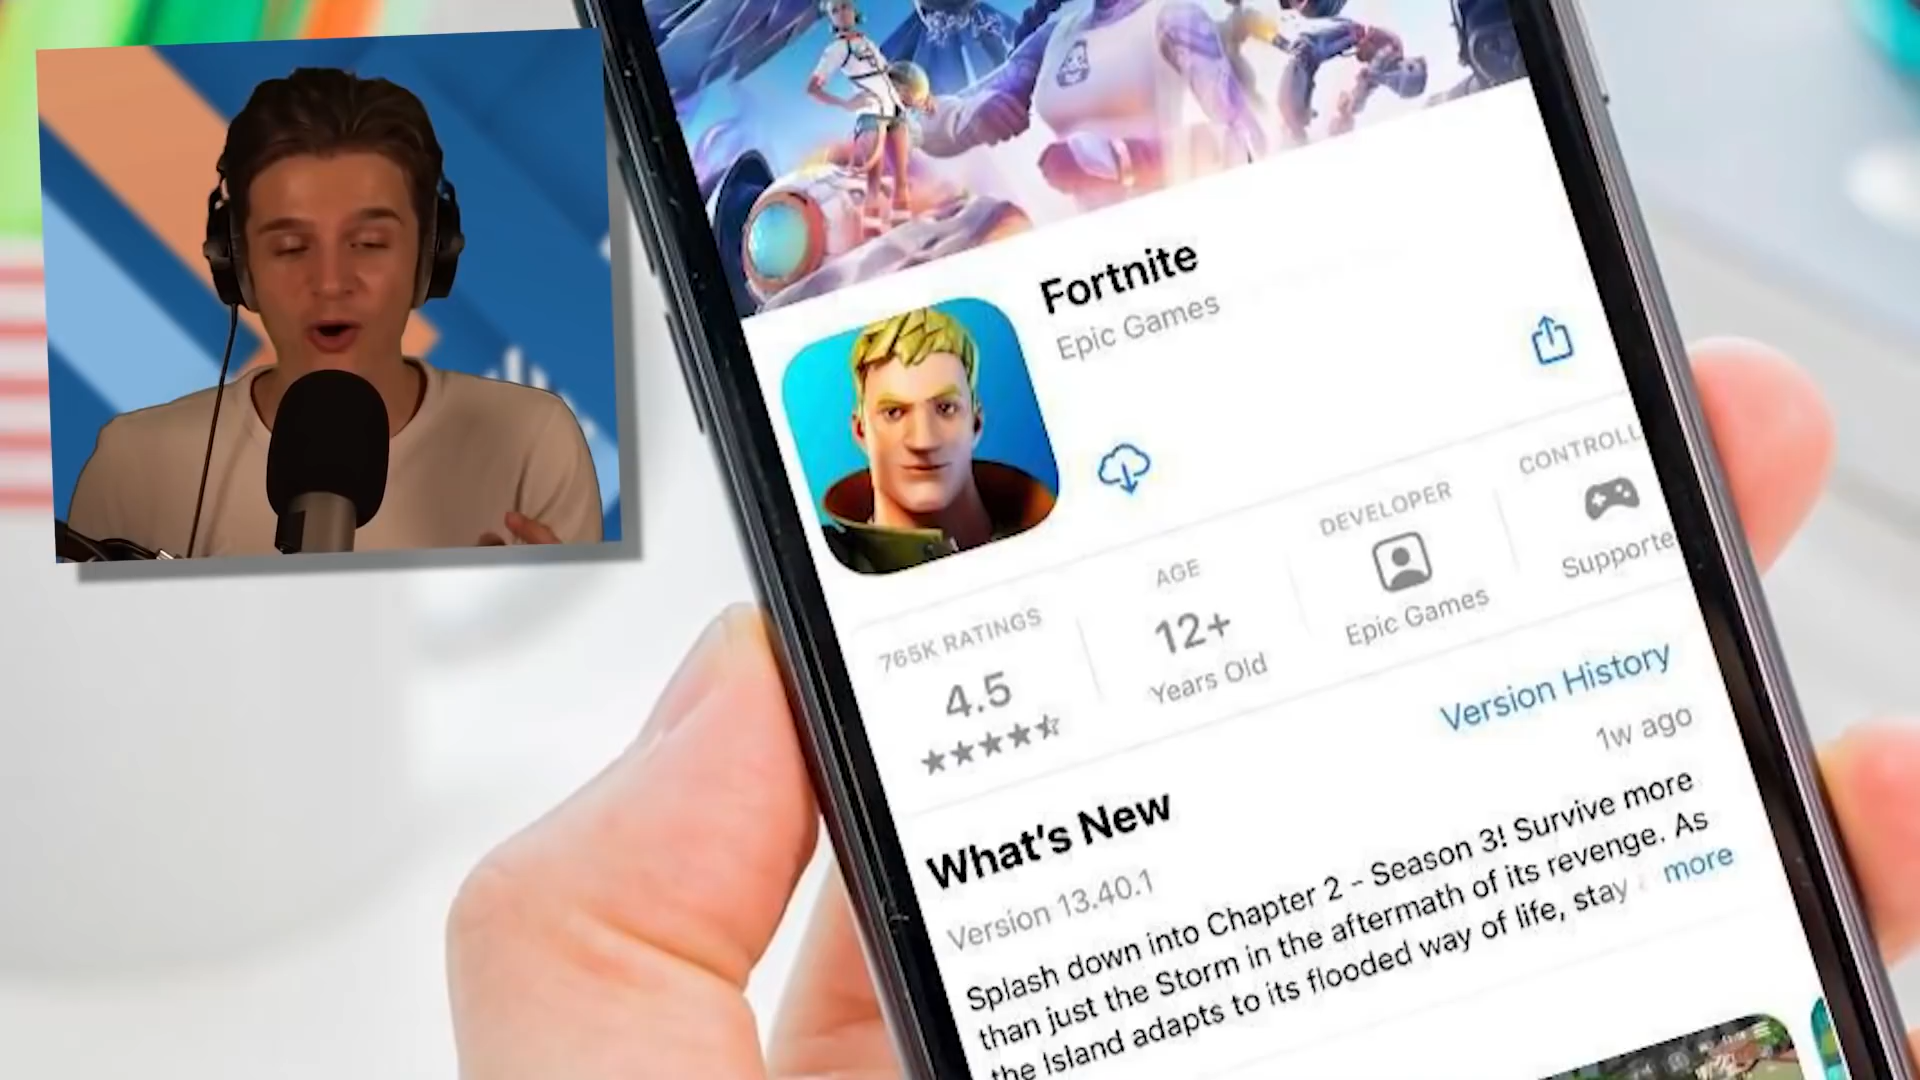 Fortnite
Epic Games
765K RATINGS
4.5
AGE
12+
Years Old
DEVELOPER
Epic Games
CONTROLL
Supporte
What's New
Version History
Version 13.40.1
1w ago
Splash down into Chapter 2 - Season 3! Survive more
than just the Storm in the aftermath of its revenge. As
the Island adapts to its flooded way of life, stay
more